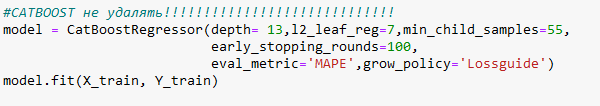 #CATBOOST не удалять!!!!!!!!!!!!!!!!!!!!!!!!!!!!!
model = CatBoostRegressor(depth= 13,l2_leaf_reg=7,min_child_samples=55,
early_stopping_rounds=100,
eval_metric='MAPE',grow_policy='Lossguide')
model.fit(X_train, Y_train)